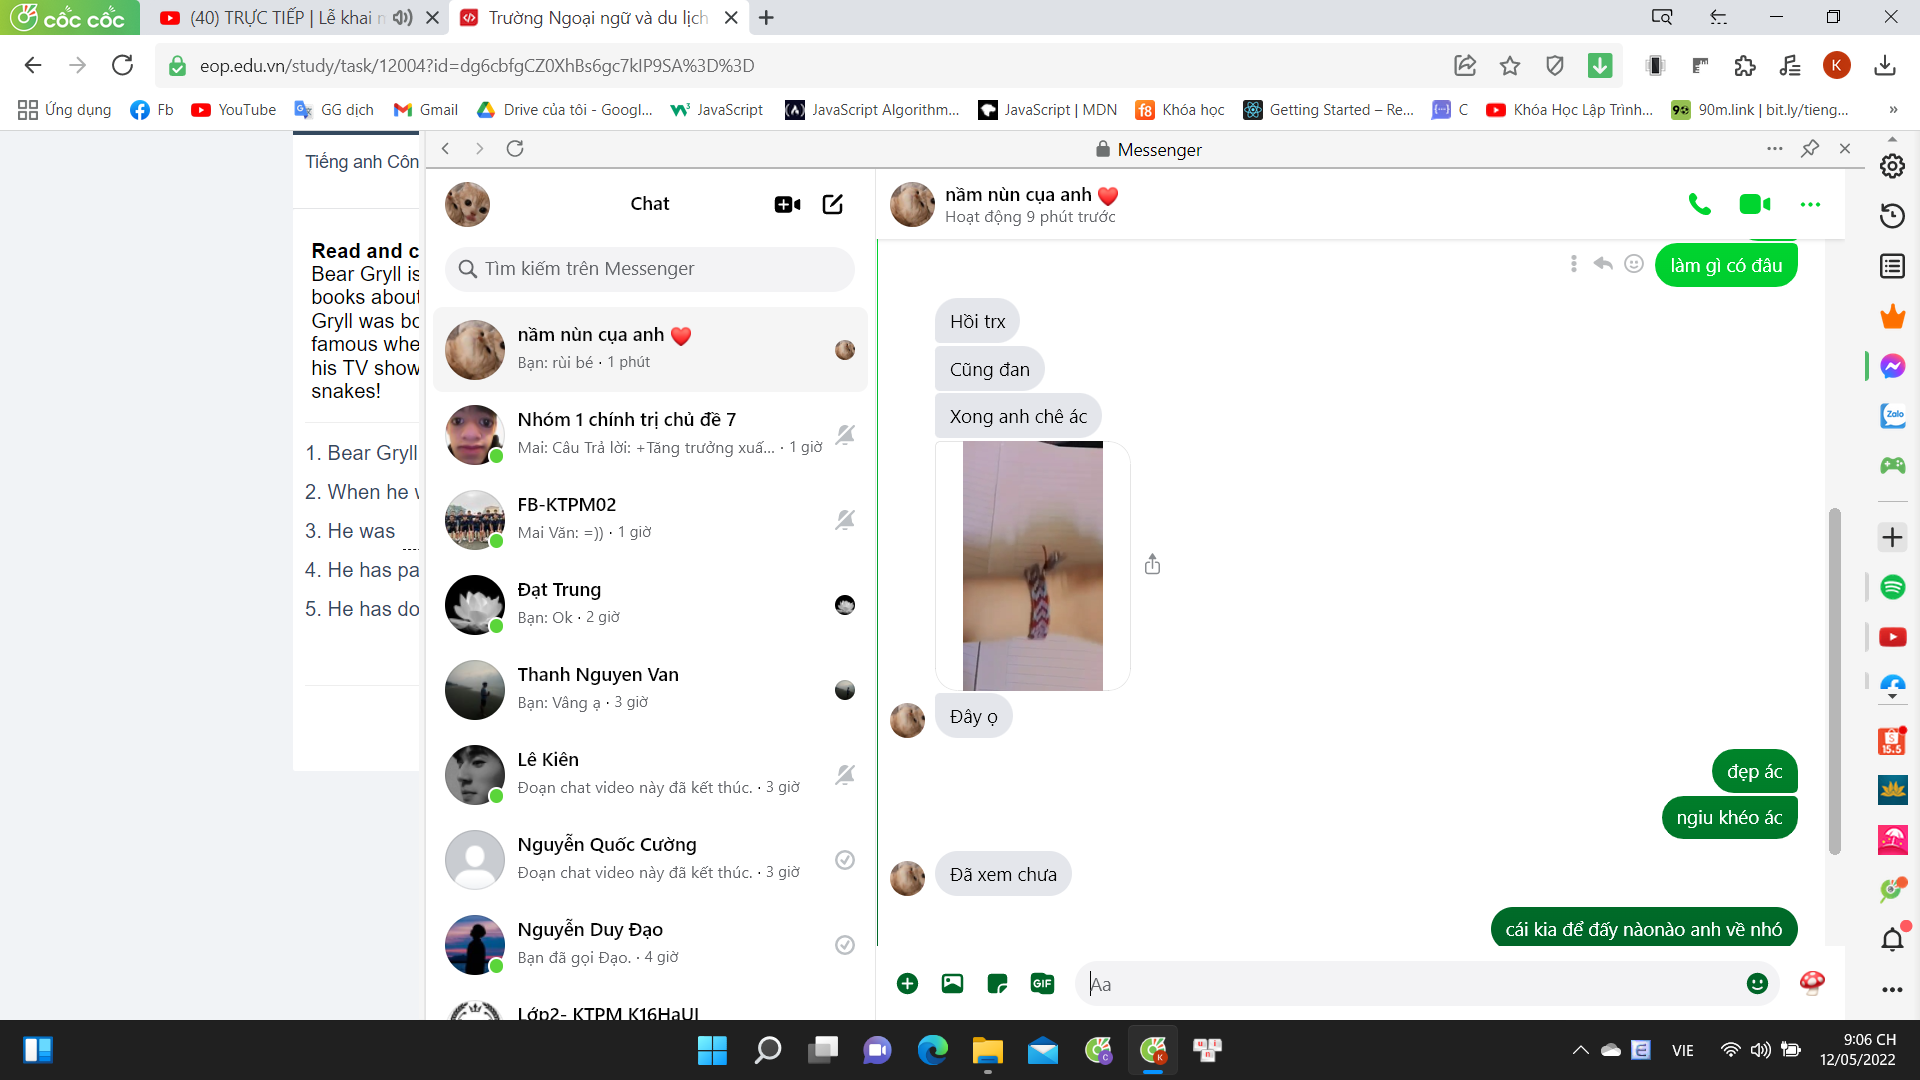 cốc cốc
(40) TRỰC TIẾP | Lễ khai
Trường Ngoại ngữ và du lịch
eop.edu.vn/study/task/12004?id=dg6cbfgCZ0XhBs6gc7kIP9SA%3D%3D
K
Ứng dụng
Fb
YouTube
GG dịch
Gmail
Drive của tôi - Googl...
JavaScript
JavaScript Algorithm...
JavaScript | MDN
Khóa học
Getting Started – Re...
C
Khóa Học Lập Trình...
90m.link | bit.ly/tieng...
»
Tiếng anh Côn
Messenger
Read and c
Bear Gryll is
books about
Gryll was bo
famous whe
his TV show
snakes!
1. Bear Gryll
2. When he w
3. He was
4. He has pa
5. He has do
Chat
Tìm kiếm trên Messenger
nằm nùn cụa anh ❤️
Bạn: rùi bé · 1 phút
Nhóm 1 chính trị chủ đề 7
Mai: Câu Trả lời: +Tăng trưởng xuấ... · 1 giờ
FB-KTPM02
Mai Văn: =)) · 1 giờ
Đạt Trung
Bạn: Ok · 2 giờ
Thanh Nguyen Van
Bạn: Vâng ạ · 3 giờ
Lê Kiên
Đoạn chat video này đã kết thúc. · 3 giờ
Nguyễn Quốc Cường
Đoạn chat video này đã kết thúc. · 3 giờ
Nguyễn Duy Đạo
Bạn đã gọi Đạo. · 4 giờ
Lớp2- KTPM K16HaUI
nằm nùn cụa anh ❤️
Hoạt động 9 phút trước
làm gì có đâu
Hồi trx
Cũng đan
Xong anh chê ác
Đây ọ
đẹp ác
ngiu khéo ác
Đã xem chưa
cái kia để đấy nàonào anh về nhó
GIF
Aa
Zalo
15.5
VIE
9:06 CH
12/05/2022